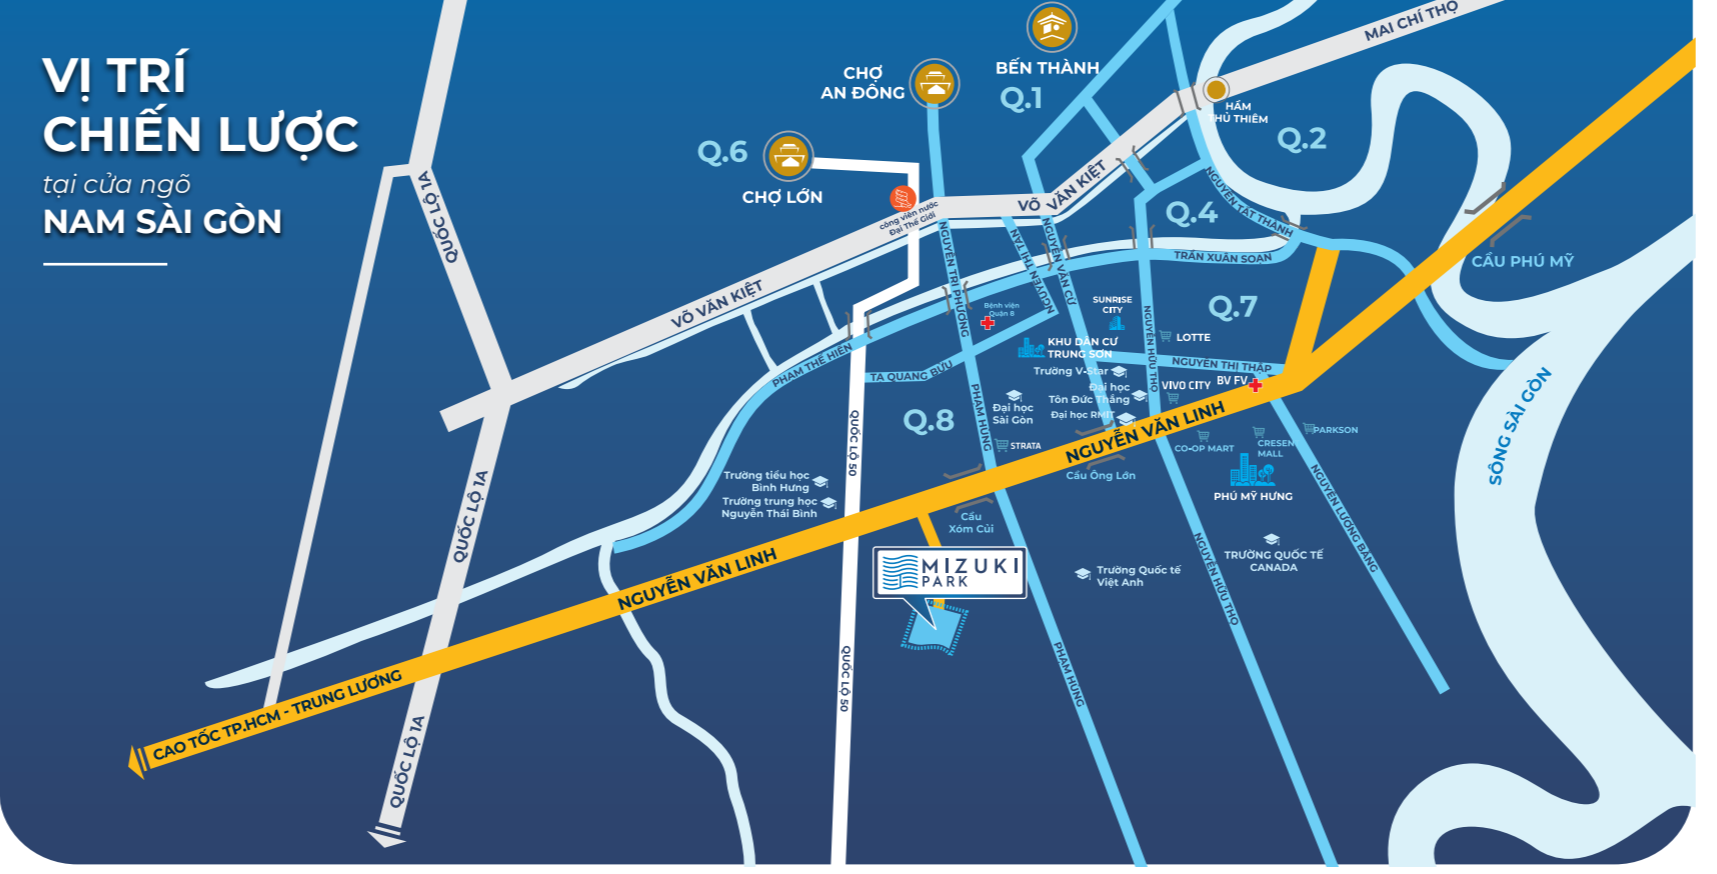 VỊ TRÍ
CHIẾN LƯỢC
tại cửa ngõ
NAM SÀI GÒN
QUỐC LỘ 1A
Q.6
CHỢ LỚN
CHỢ
AN ĐÔNG
BẾN THÀNH
Q.1
MAI CHÍ THỌ
HẦM
THỦ THIÊM
Q.2
công viên nước
Đại Thế Giới
VÕ VĂN KIỆT
VÕ VĂN KIỆT
NGUYỄN TẤT THÀNH
Q.4
TRẦN XUÂN SOẠN
CẦU PHÚ MỸ
NGUYỄN TRI PHƯƠNG
NGUYỄN THỊ TẦN
NGUYỄN VĂN CỪ
Bệnh viện
Quận 8
SUNRISE
CITY
Q.7
NGUYỄN HỮU THỌ
LOTTE
KHU DÂN CƯ
TRUNG SƠN
PHẠM THẾ HIỂN
TẠ QUANG BỬU
NGUYỄN THỊ THẬP
Trường V-Star
Đại học
Tôn Đức Thắng
VIVO CITY
BV FV
Đại học RMIT
Đại học
Sài Gòn
PHẠM HÙNG
Q.8
STRATA
QUỐC LỘ 50
NGUYỄN VĂN LINH
CO-OP MART
CRESEN
MALL
PARKSON
SÔNG SÀI GÒN
Cầu Ông Lớn
PHÚ MỸ HƯNG
NGUYỄN LƯƠNG BẰNG
Trường tiểu học
Bình Hưng
Trường trung học
Nguyễn Thái Bình
QUỐC LỘ 1A
Cầu
Xóm Củi
NGUYỄN VĂN LINH
MIZUKI
PARK
Trường Quốc tế
Việt Anh
TRƯỜNG QUỐC TẾ
CANADA
NGUYỄN HỮU THỌ
QUỐC LỘ 50
PHẠM HÙNG
CAO TỐC TP.HCM - TRUNG LƯƠNG
QUỐC LỘ 1A